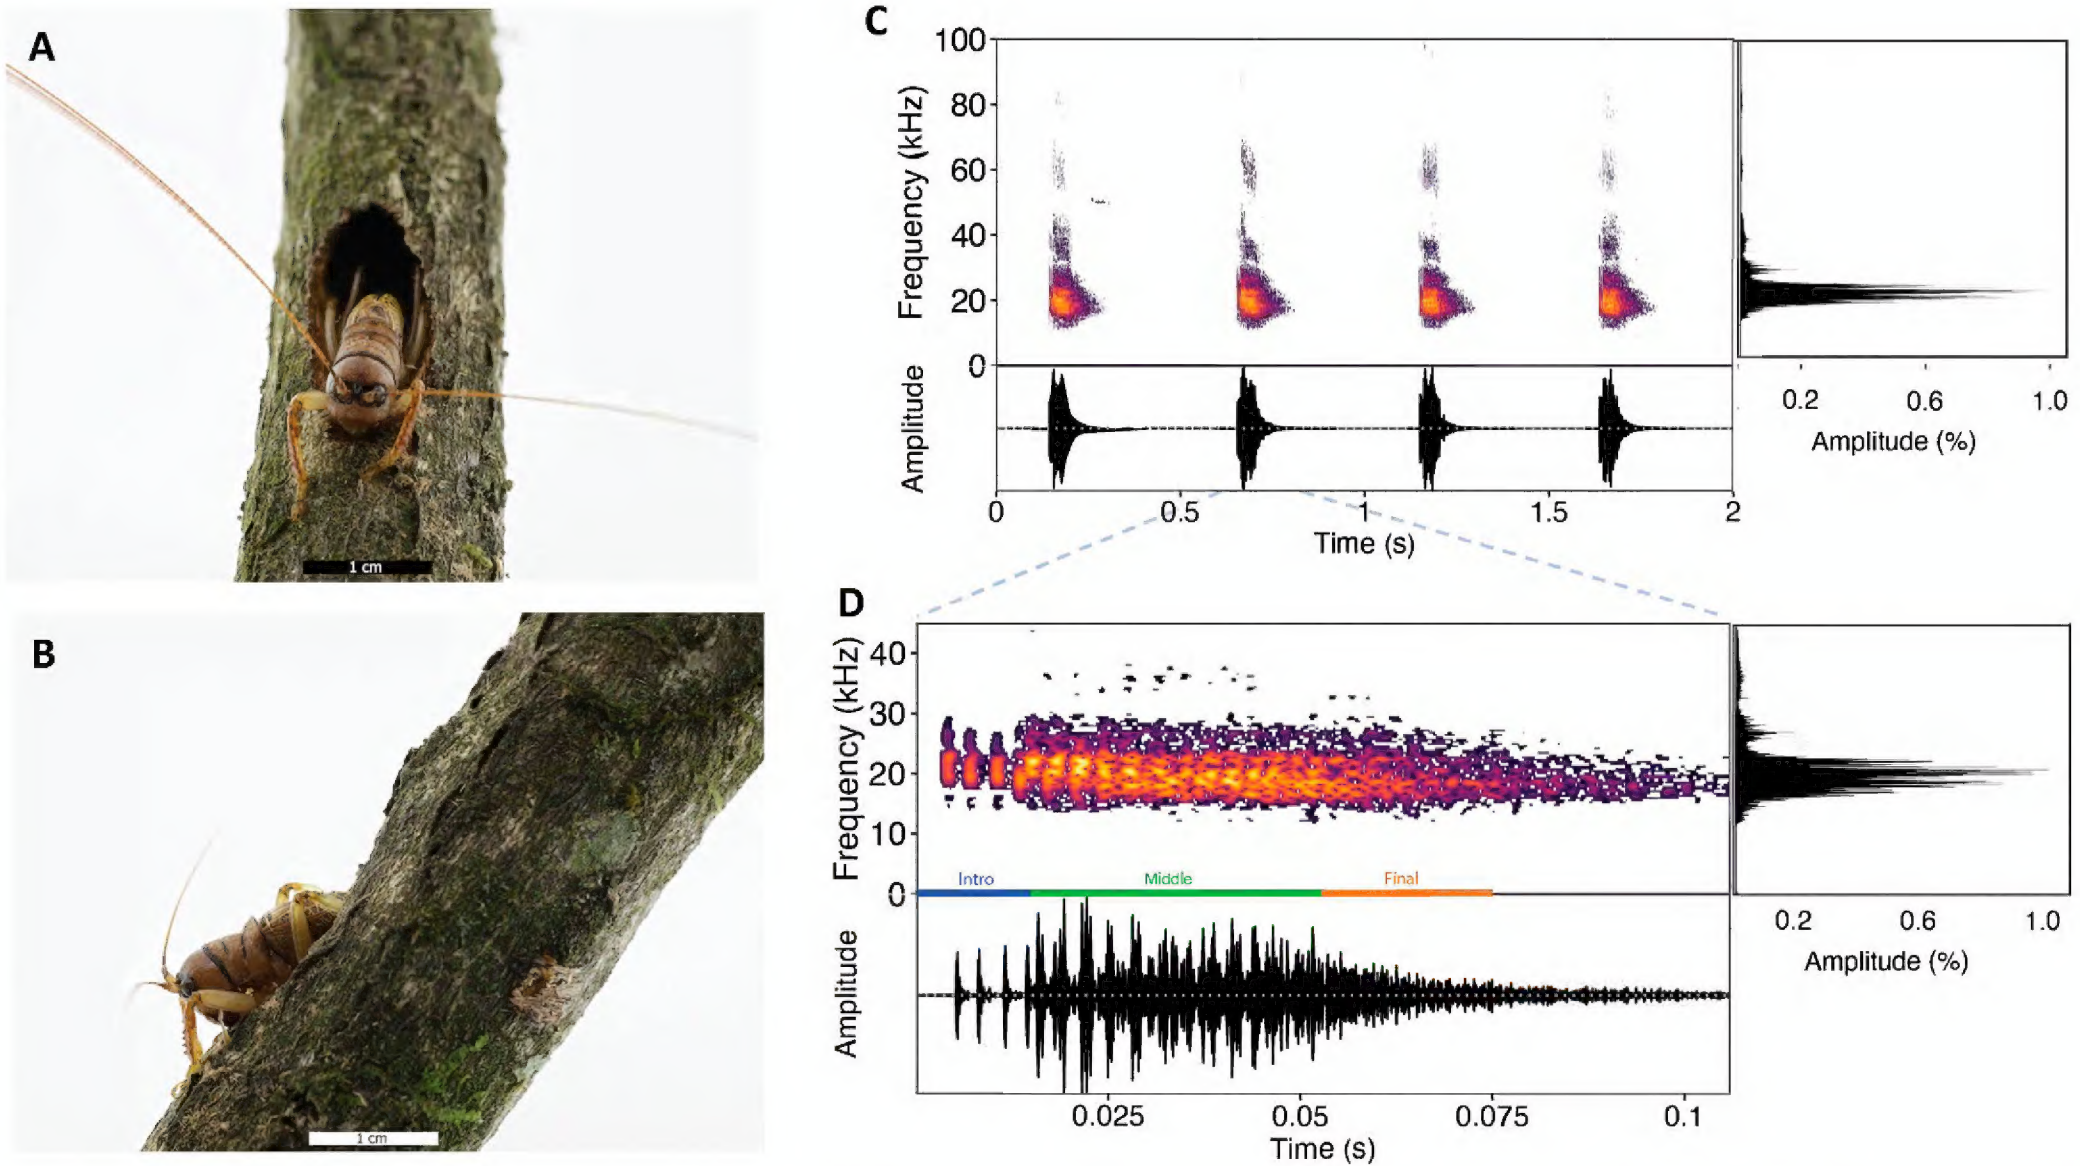 A
1 cm
B
1 cm
C
Frequency (kHz)
100
80
60
40
20
0
Amplitude
0 0.5 1 1.5 2
Time (s)
0.2 0.6 1.0
Amplitude (%)
D
Frequency (kHz)
40
30
20
10
0
Intro Middle Final
Amplitude
0.025 0.05 0.075 0.1
Time (s)
0.2 0.6 1.0
Amplitude (%)